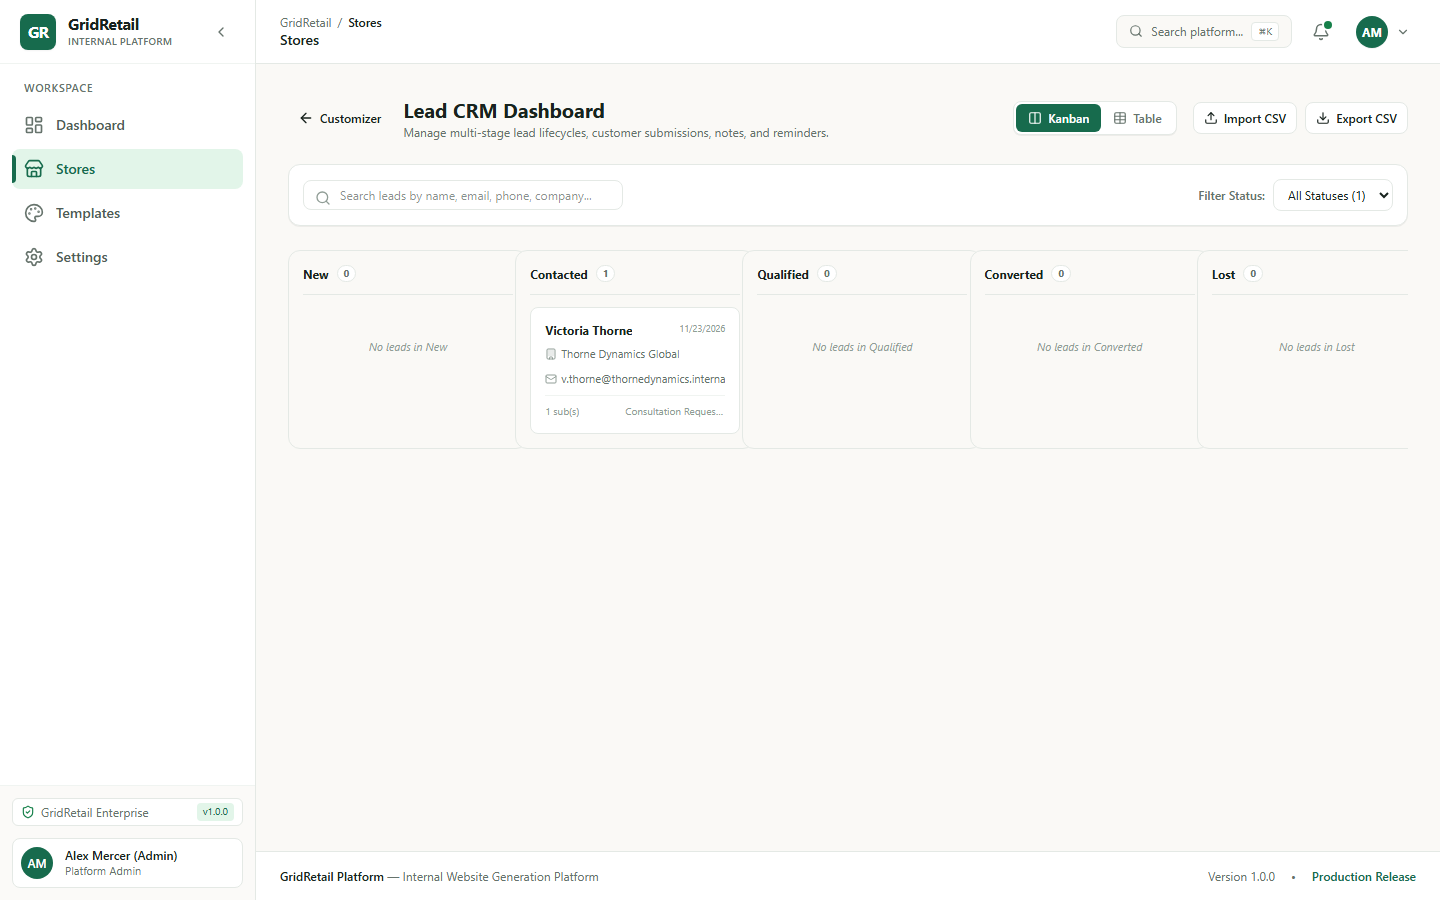 GR
GridRetail
INTERNAL PLATFORM
WORKSPACE
Dashboard
Stores
Templates
Settings
GridRetail Enterprise
v1.0.0
AM
Alex Mercer (Admin)
Platform Admin
GridRetail / Stores
Stores
Search platform...
⌘K
AM
Customizer
Lead CRM Dashboard
Manage multi-stage lead lifecycles, customer submissions, notes, and reminders.
Kanban
Table
Import CSV
Export CSV
Search leads by name, email, phone, company...
Filter Status:
All Statuses (1)
New 0
No leads in New
Contacted 1
Victoria Thorne
11/23/2026
Thorne Dynamics Global
v.thorne@thornedynamics.interna
1 sub(s)
Consultation Reques...
Qualified 0
No leads in Qualified
Converted 0
No leads in Converted
Lost 0
No leads in Lost
GridRetail Platform — Internal Website Generation Platform
Version 1.0.0 • Production Release